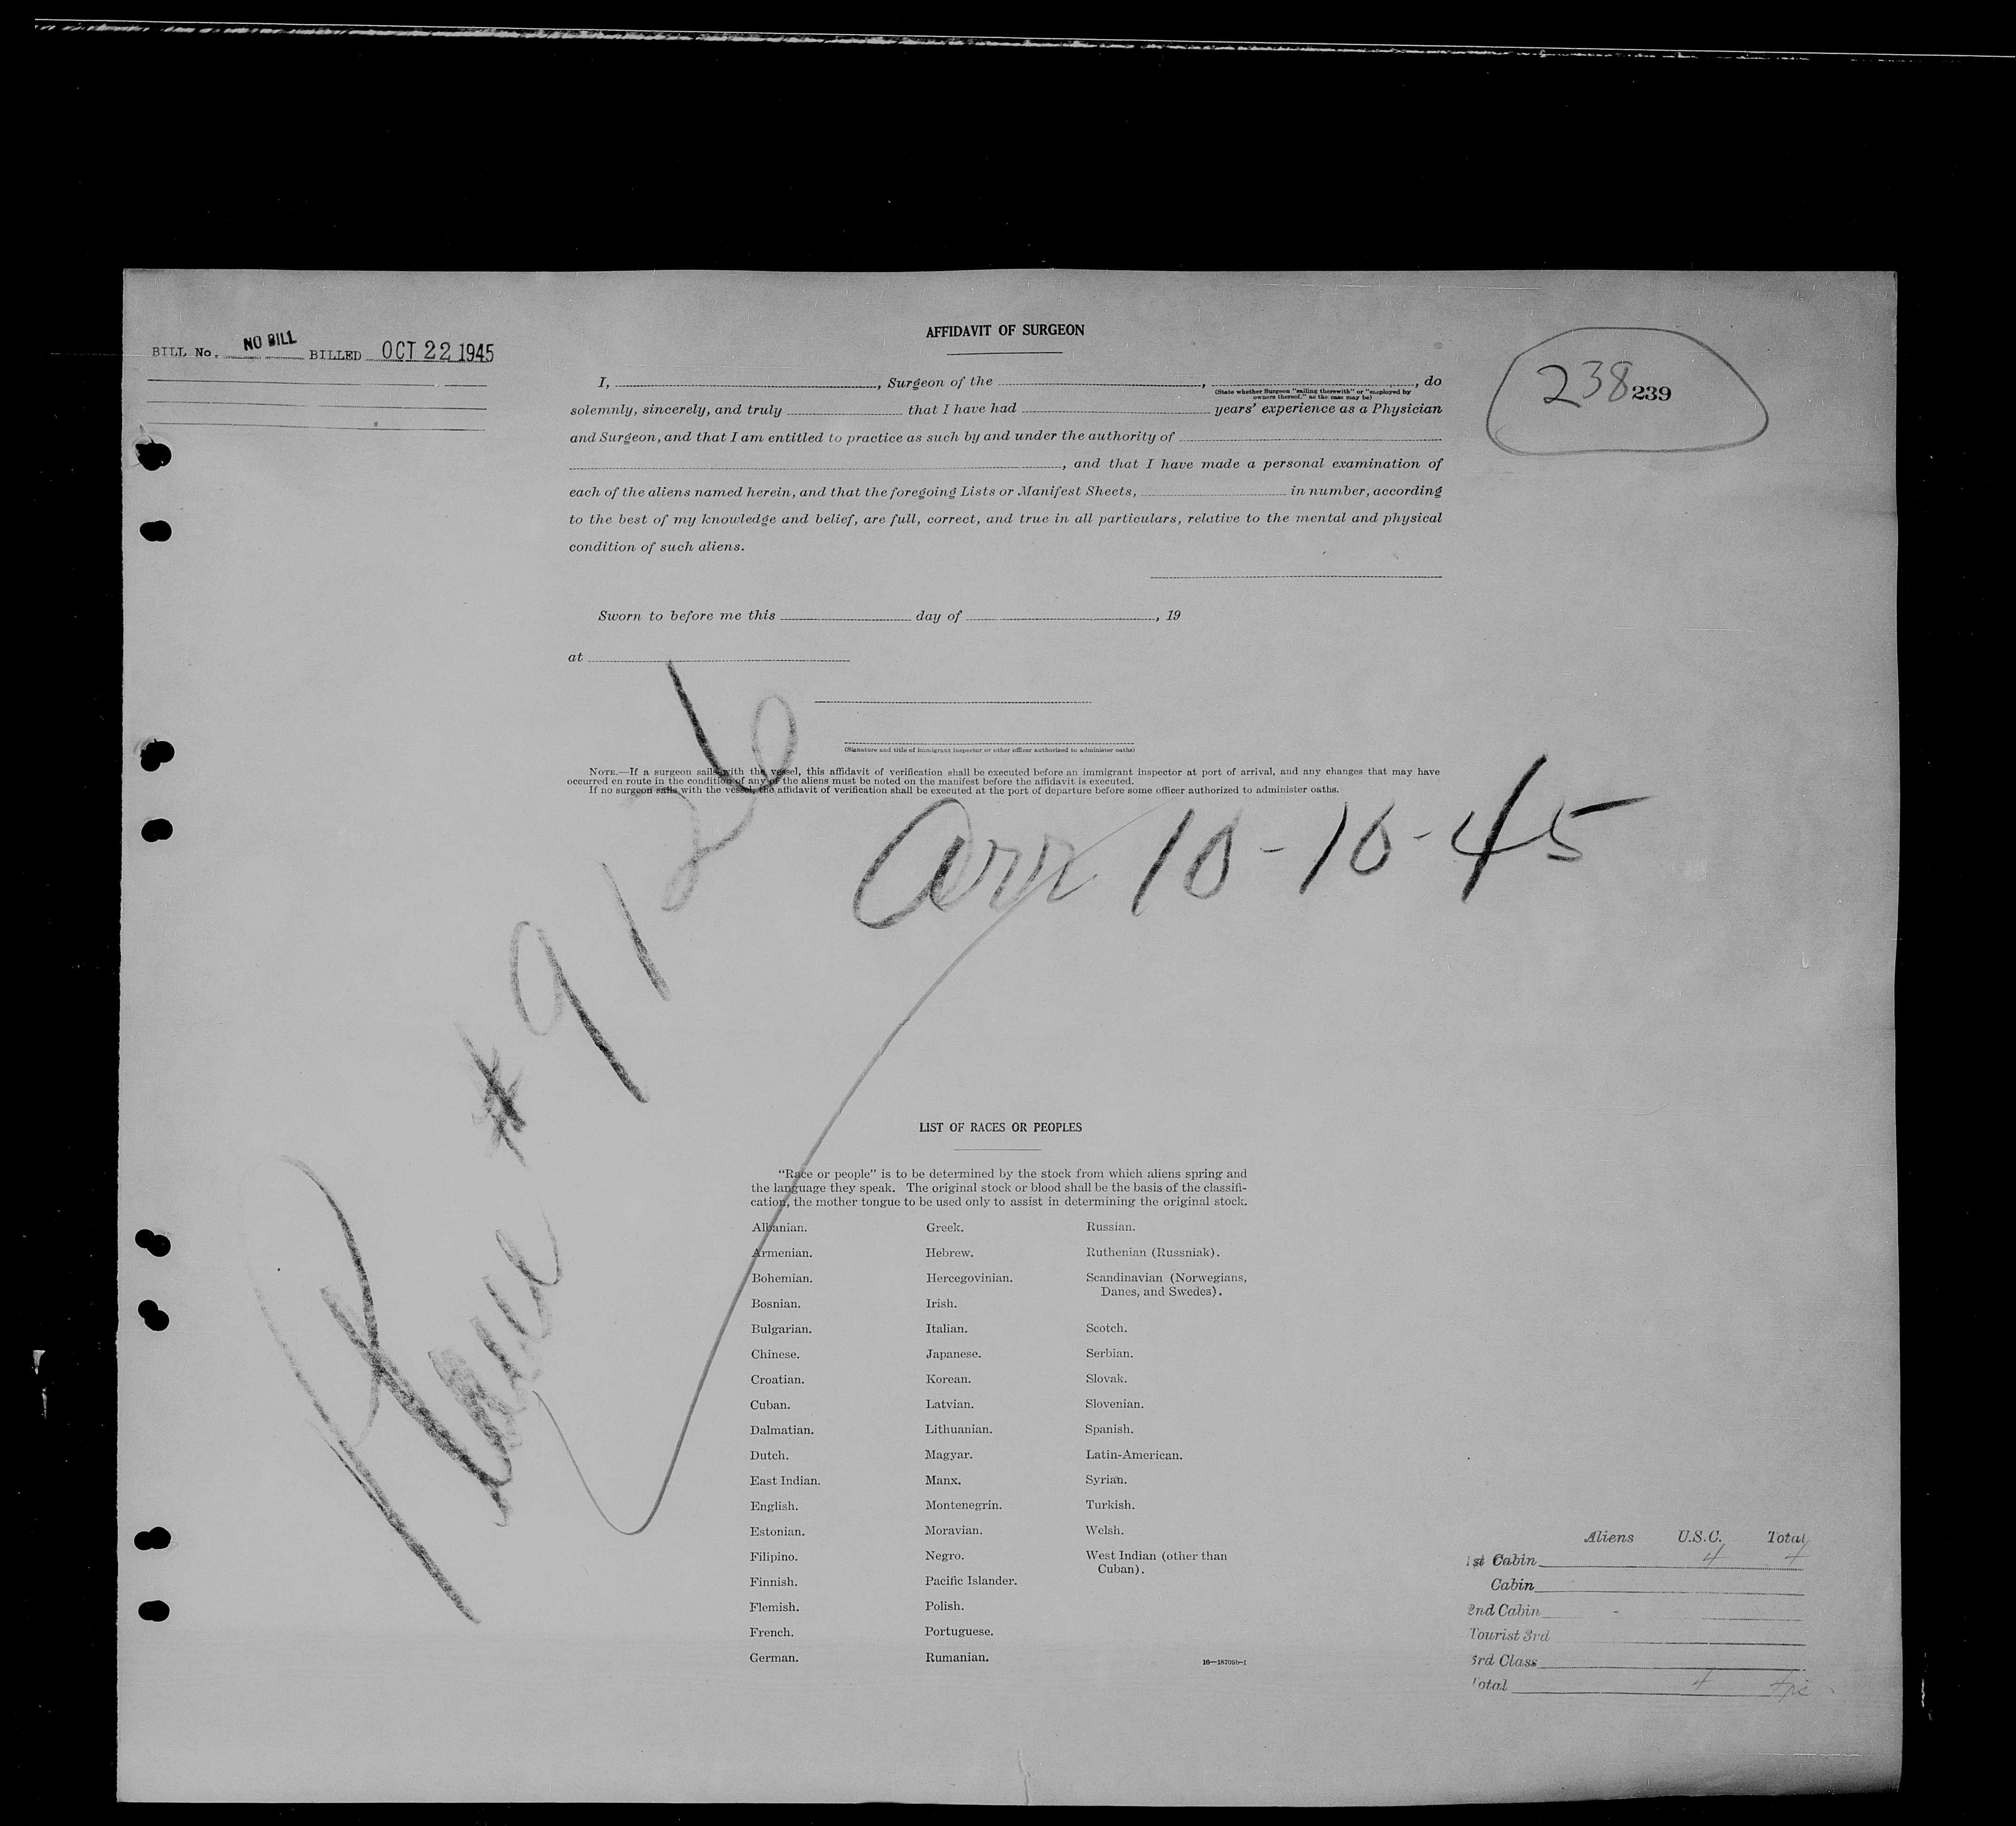 BILL No. NO BILL BILLED OCT 22 1945
AFFIDAVIT OF SURGEON
238 239
I, , Surgeon of the , , do
(State whether Surgeon "sailing therewith" or "employed by
owners thereof," as the case may be)
solemnly, sincerely, and truly that I have had years' experience as a Physician
and Surgeon, and that I am entitled to practice as such by and under the authority of
, and that I have made a personal examination of
each of the aliens named herein, and that the foregoing Lists or Manifest Sheets, in number, according
to the best of my knowledge and belief, are full, correct, and true in all particulars, relative to the mental and physical
condition of such aliens.
Sworn to before me this day of , 19
at
(Signature and title of immigrant inspector or other officer authorized to administer oaths)
NOTE.—If a surgeon sails with the vessel, this affidavit of verification shall be executed before an immigrant inspector at port of arrival, and any changes that may have
occurred en route in the condition of any of the aliens must be noted on the manifest before the affidavit is executed.
If no surgeon sails with the vessel, the affidavit of verification shall be executed at the port of departure before some officer authorized to administer oaths.
Plane # 9126
Arr 10-16-45
LIST OF RACES OR PEOPLES
"Race or people" is to be determined by the stock from which aliens spring and
the language they speak. The original stock or blood shall be the basis of the classifi-
cation, the mother tongue to be used only to assist in determining the original stock.
Albanian.
Armenian.
Bohemian.
Bosnian.
Bulgarian.
Chinese.
Croatian.
Cuban.
Dalmatian.
Dutch.
East Indian.
English.
Estonian.
Filipino.
Finnish.
Flemish.
French.
German.
Greek.
Hebrew.
Hercegovinian.
Irish.
Italian.
Japanese.
Korean.
Latvian.
Lithuanian.
Magyar.
Manx.
Montenegrin.
Moravian.
Negro.
Pacific Islander.
Polish.
Portuguese.
Rumanian.
Russian.
Ruthenian (Russniak).
Scandinavian (Norwegians,
Danes, and Swedes).
Scotch.
Serbian.
Slovak.
Slovenian.
Spanish.
Latin-American.
Syrian.
Turkish.
Welsh.
West Indian (other than
Cuban).
16—18709b-1
Aliens U.S.C. Total
1st Cabin 4 4
Cabin
2nd Cabin -
Tourist 3rd
3rd Class
Total 4 4